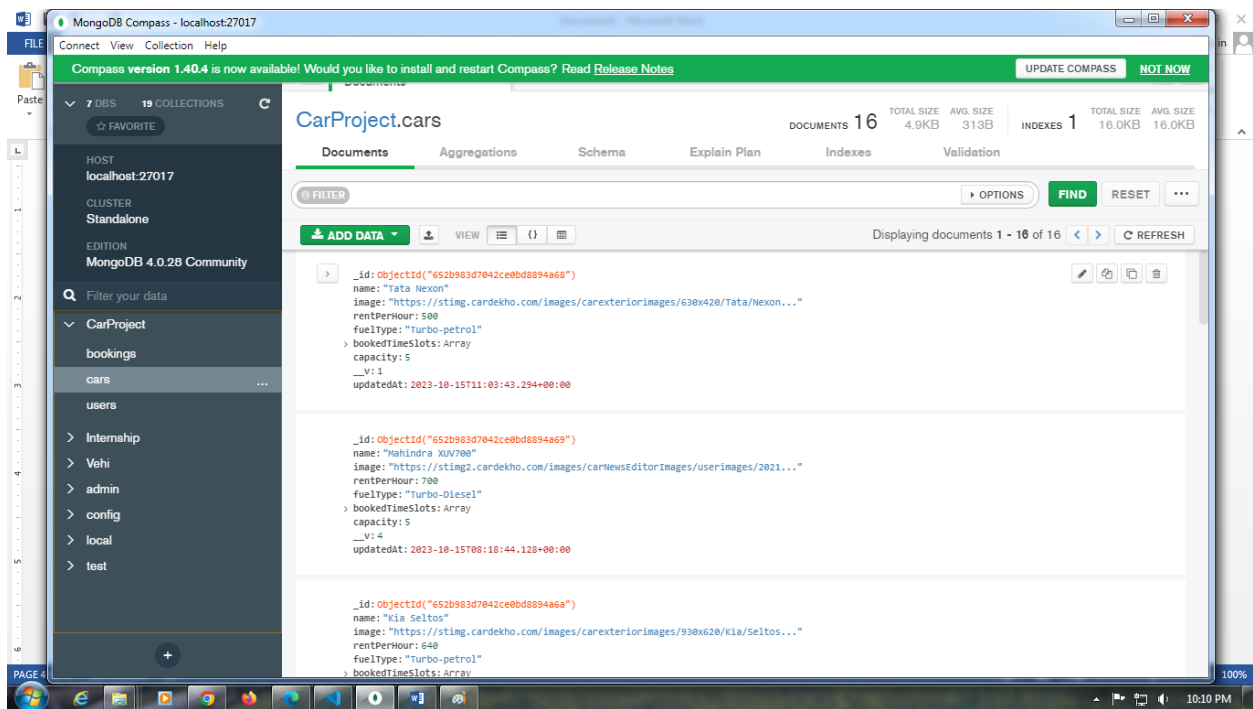 MongoDB Compass - localhost:27017
FILE
Connect View Collection Help
in
Compass version 1.40.4 is now available! Would you like to install and restart Compass? Read Release Notes
UPDATE COMPASS NOT NOW
Paste
7 DBS 19 COLLECTIONS
FAVORITE
HOST
localhost:27017
CLUSTER
Standalone
EDITION
MongoDB 4.0.28 Community
Filter your data
CarProject
bookings
cars ...
users
Internship
Vehi
admin
config
local
test
+
Documents
CarProject.cars
DOCUMENTS 16 TOTAL SIZE 4.9KB AVG. SIZE 313B INDEXES 1 TOTAL SIZE 16.0KB AVG. SIZE 16.0KB
Documents Aggregations Schema Explain Plan Indexes Validation
FILTER OPTIONS FIND RESET ...
ADD DATA VIEW {} Displaying documents 1 - 16 of 16 < > REFRESH
_id: ObjectId("652b983d7042ce0bd8894a68")
name: "Tata Nexon"
image: "https://stimg.cardekho.com/images/carexteriorimages/630x420/Tata/Nexon..."
rentPerHour: 500
fuelType: "Turbo-petrol"
> bookedTimeSlots: Array
capacity: 5
__v: 1
updatedAt: 2023-10-15T11:03:43.294+00:00
_id: ObjectId("652b983d7042ce0bd8894a69")
name: "Mahindra XUV700"
image: "https://stimg2.cardekho.com/images/carNewsEditorImages/userimages/2021..."
rentPerHour: 700
fuelType: "Turbo-Diesel"
> bookedTimeSlots: Array
capacity: 5
__v: 4
updatedAt: 2023-10-15T08:18:44.128+00:00
_id: ObjectId("652b983d7042ce0bd8894a6a")
name: "Kia Seltos"
image: "https://stimg.cardekho.com/images/carexteriorimages/930x620/Kia/Seltos..."
rentPerHour: 640
fuelType: "Turbo-petrol"
> bookedTimeSlots: Array
PAGE 4
100%
10:10 PM